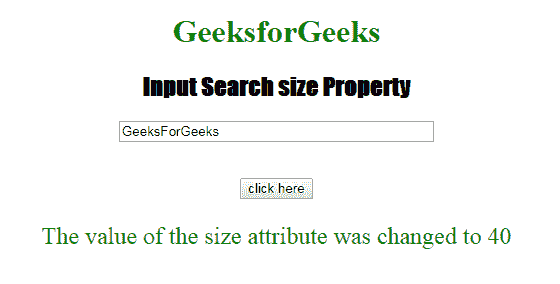 GeeksforGeeks
Input Search size Property
GeeksForGeeks
click here
The value of the size attribute was changed to 40